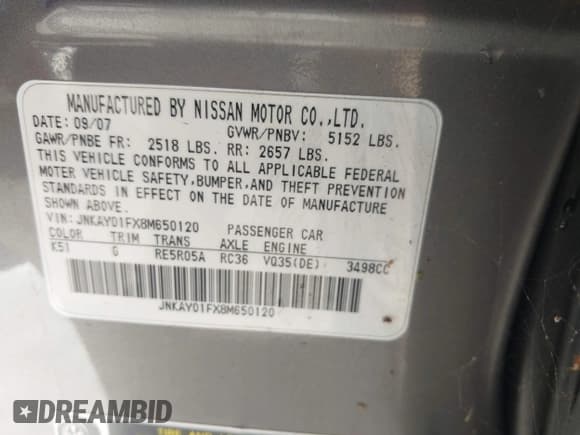 MANUFACTURED BY NISSAN MOTOR CO.,LTD.
DATE: 09/07 GVWR/PNBV: 5152 LBS.
GAWR/PNBE FR: 2518 LBS. RR: 2657 LBS.
THIS VEHICLE CONFORMS TO ALL APPLICABLE FEDERAL
MOTOR VEHICLE SAFETY,BUMPER,AND THEFT PREVENTION
STANDARDS IN EFFECT ON THE DATE OF MANUFACTURE
SHOWN ABOVE.
VIN: JNKAY01FX8M650120 PASSENGER CAR
COLOR TRIM TRANS AXLE ENGINE
K51 G RE5R05A RC36 VQ35(DE) 3498CC
JNKAY01FX8M650120
DREAMBID
TIRE AND